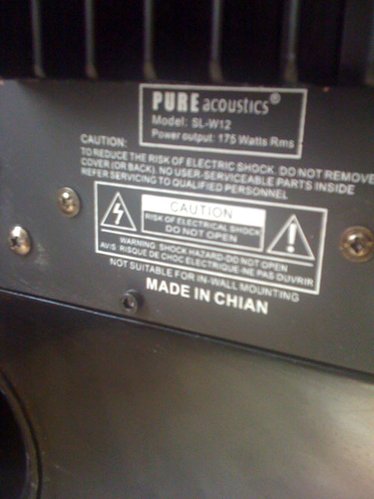 PURE acoustics®
Model: SL-W12
Power output: 175 Watts Rms
CAUTION:
TO REDUCE THE RISK OF ELECTRIC SHOCK. DO NOT REMOVE
COVER (OR BACK). NO USER-SERVICEABLE PARTS INSIDE
REFER SERVICING TO QUALIFIED PERSONNEL
CAUTION
RISK OF ELECTRICAL SHOCK
DO NOT OPEN
WARNING: SHOCK HAZARD-DO NOT OPEN
AVIS RISQUE DE CHOC ELECTRIQUE-NE PAS OUVRIR
NOT SUITABLE FOR IN-WALL MOUNTING
MADE IN CHIAN